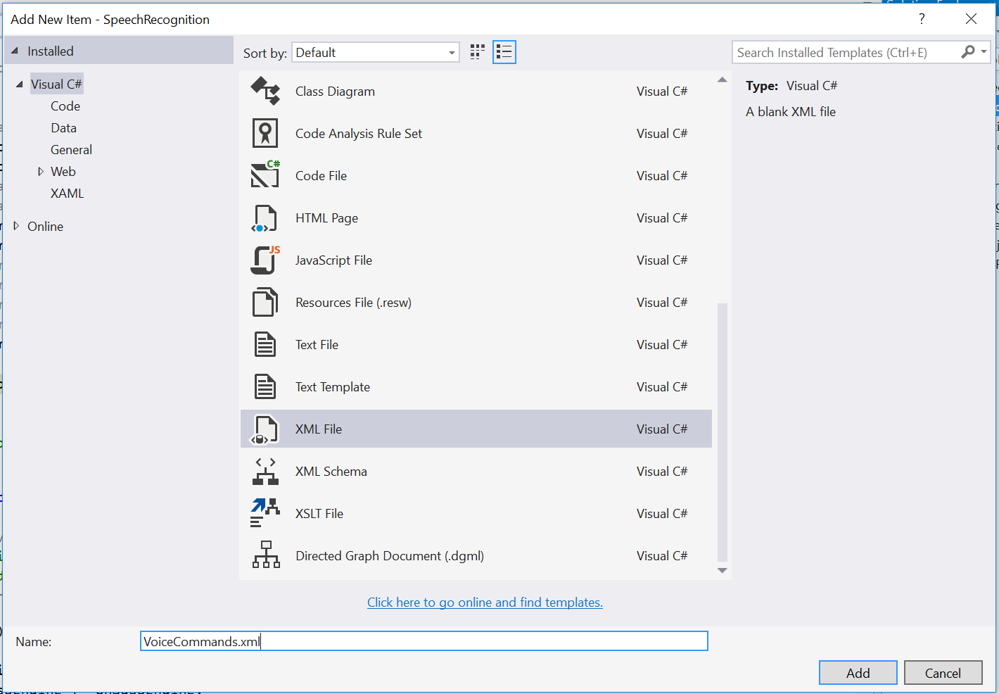 Add New Item - SpeechRecognition
?
Installed
Sort by: Default
Search Installed Templates (Ctrl+E)
Visual C#
Code
Data
General
Web
XAML
Online
Class Diagram Visual C#
Code Analysis Rule Set Visual C#
C#
Code File Visual C#
HTML Page Visual C#
JS
JavaScript File Visual C#
Resources File (.resw) Visual C#
Text File Visual C#
Text Template Visual C#
XML File Visual C#
XML Schema Visual C#
XSLT File Visual C#
Directed Graph Document (.dgml) Visual C#
Type: Visual C#
A blank XML file
Click here to go online and find templates.
Name: VoiceCommands.xml
Add Cancel